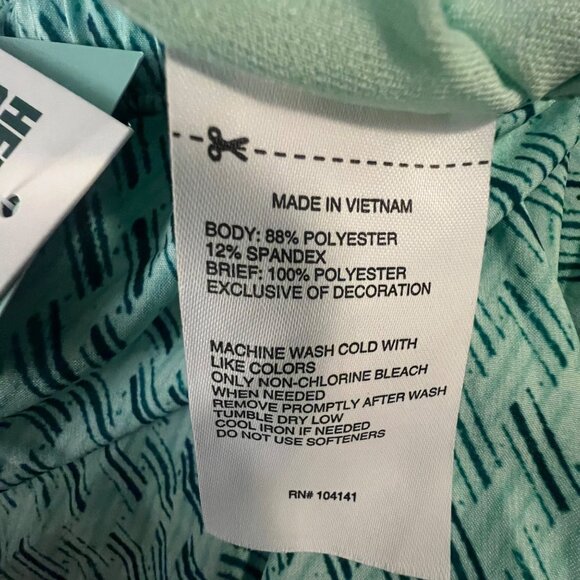 HE
MADE IN VIETNAM
BODY: 88% POLYESTER
12% SPANDEX
BRIEF: 100% POLYESTER
EXCLUSIVE OF DECORATION
MACHINE WASH COLD WITH
LIKE COLORS
ONLY NON-CHLORINE BLEACH
WHEN NEEDED
REMOVE PROMPTLY AFTER WASH
TUMBLE DRY LOW
COOL IRON IF NEEDED
DO NOT USE SOFTENERS
RN# 104141